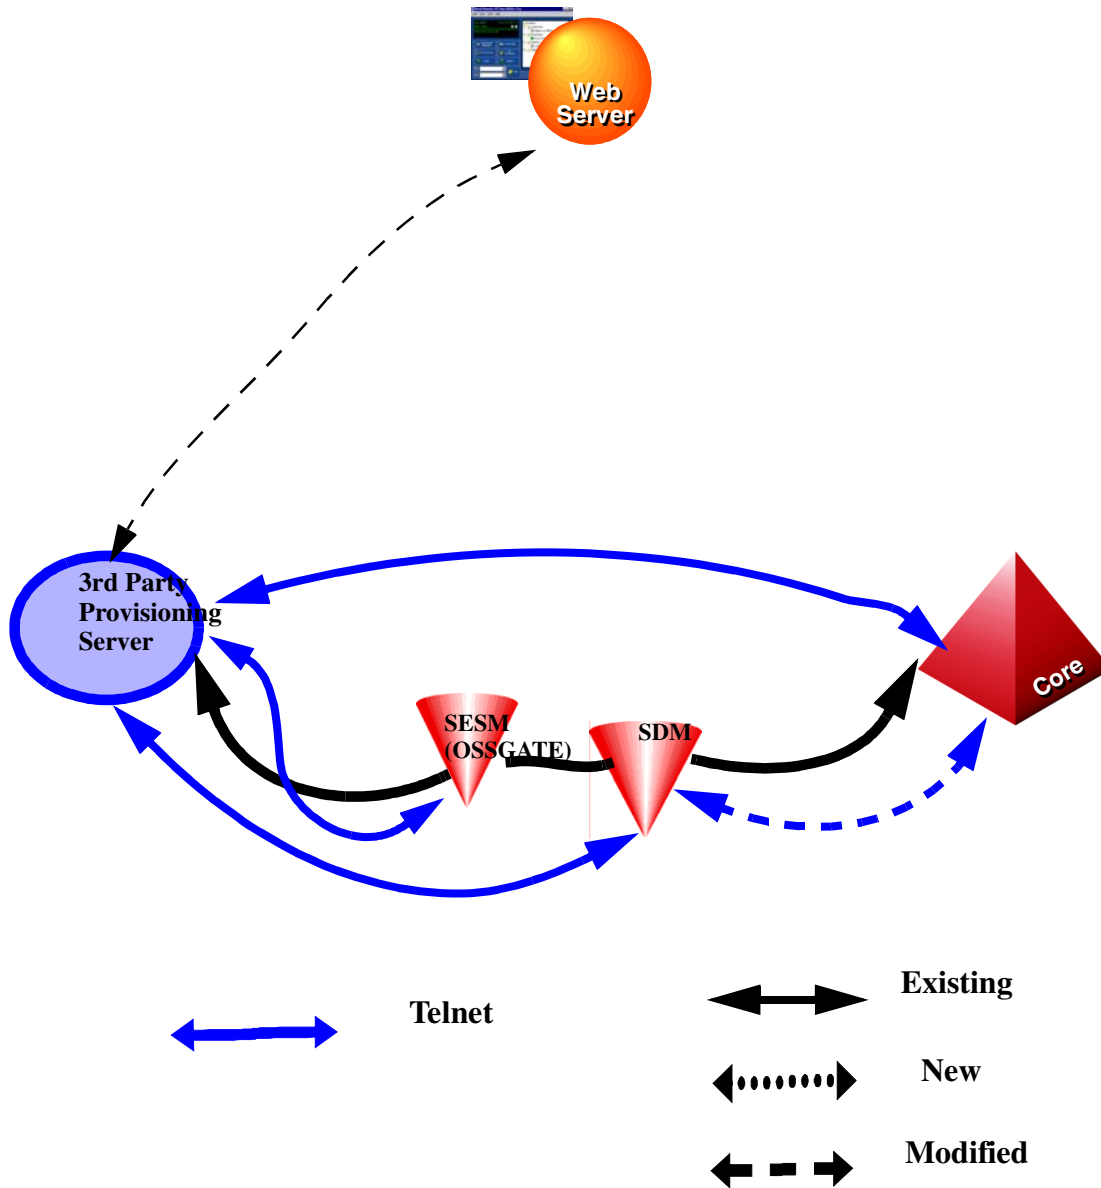 Web
Server
3rd Party
Provisioning
Server
SESM
(OSSGATE)
SDM
Core
Telnet
Existing
New
Modified